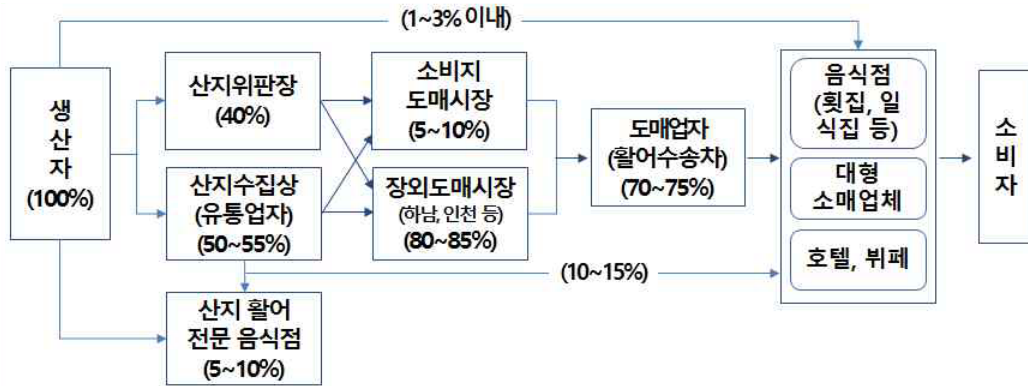 (1~3% 이내)
생
산
자
(100%)
산지위판장
(40%)
산지수집상
(유통업자)
(50~55%)
산지 활어
전문 음식점
(5~10%)
소비지
도매시장
(5~10%)
장외도매시장
(하남, 인천 등)
(80~85%)
(10~15%)
도매업자
(활어수송차)
(70~75%)
음식점
(횟집, 일
식집 등)
대형
소매업체
호텔, 뷔페
소
비
자